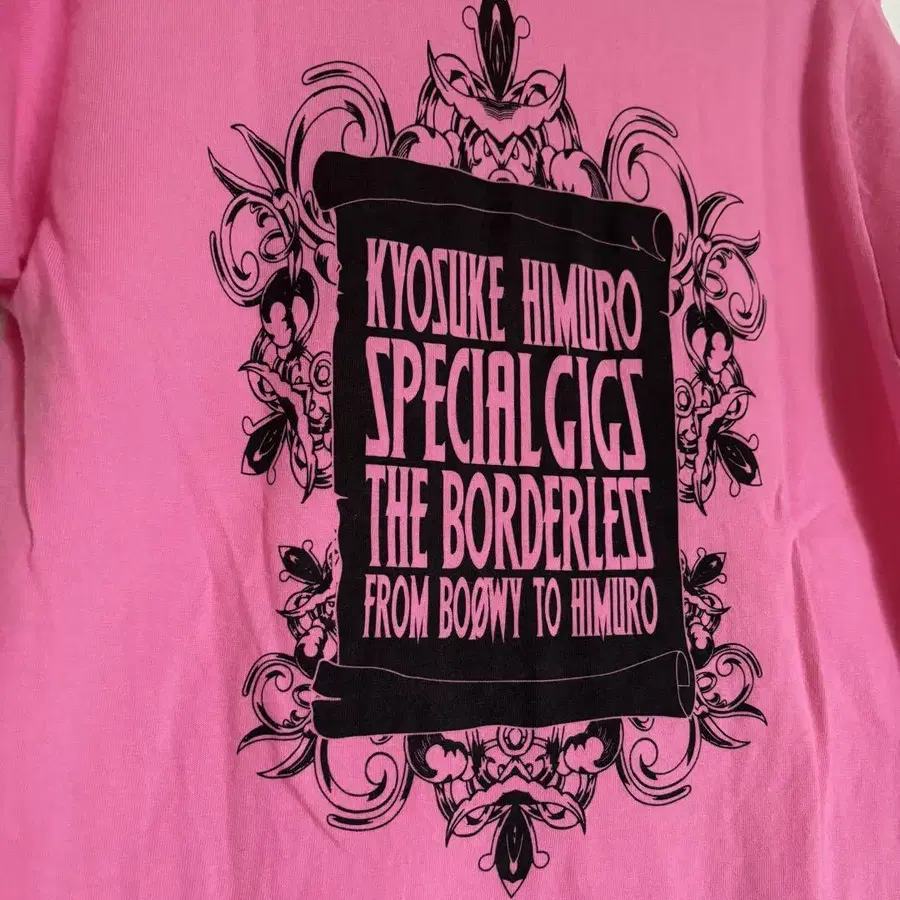 KYOSUKE HIMURO
SPECIAL GIGS
THE BORDERLESS
FROM BOØWY TO HIMURO